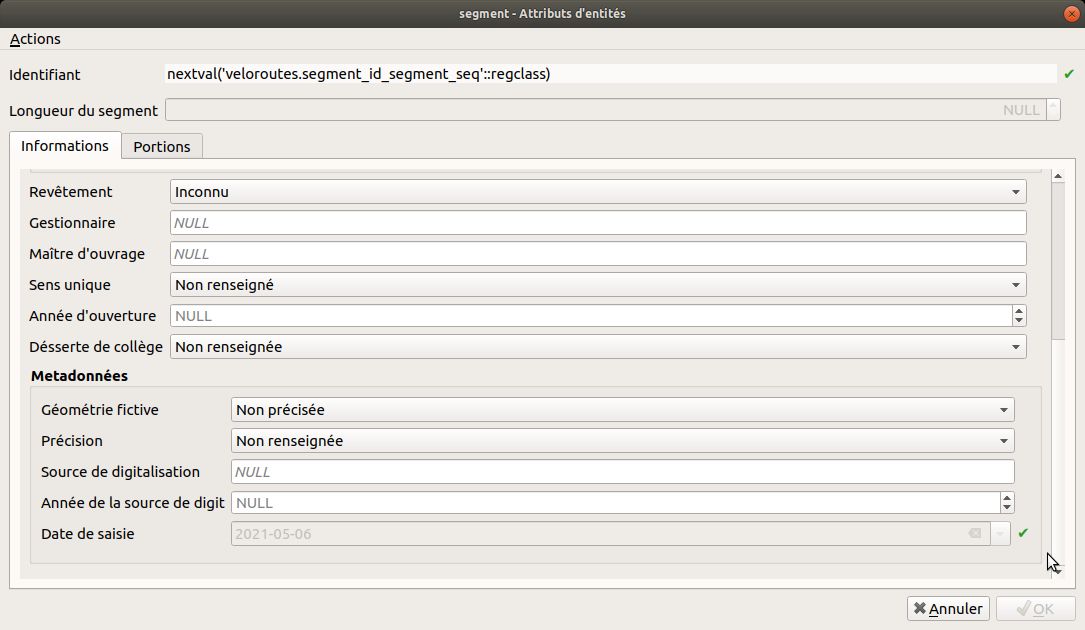 segment - Attributs d'entités
Actions
Identifiant nextval('veloroutes.segment_id_segment_seq'::regclass)
Longueur du segment NULL
Informations Portions
Revêtement Inconnu
Gestionnaire NULL
Maître d'ouvrage NULL
Sens unique Non renseigné
Année d'ouverture NULL
Désserte de collège Non renseignée
Metadonnées
Géométrie fictive Non précisée
Précision Non renseignée
Source de digitalisation NULL
Année de la source de digit NULL
Date de saisie 2021-05-06
Annuler OK